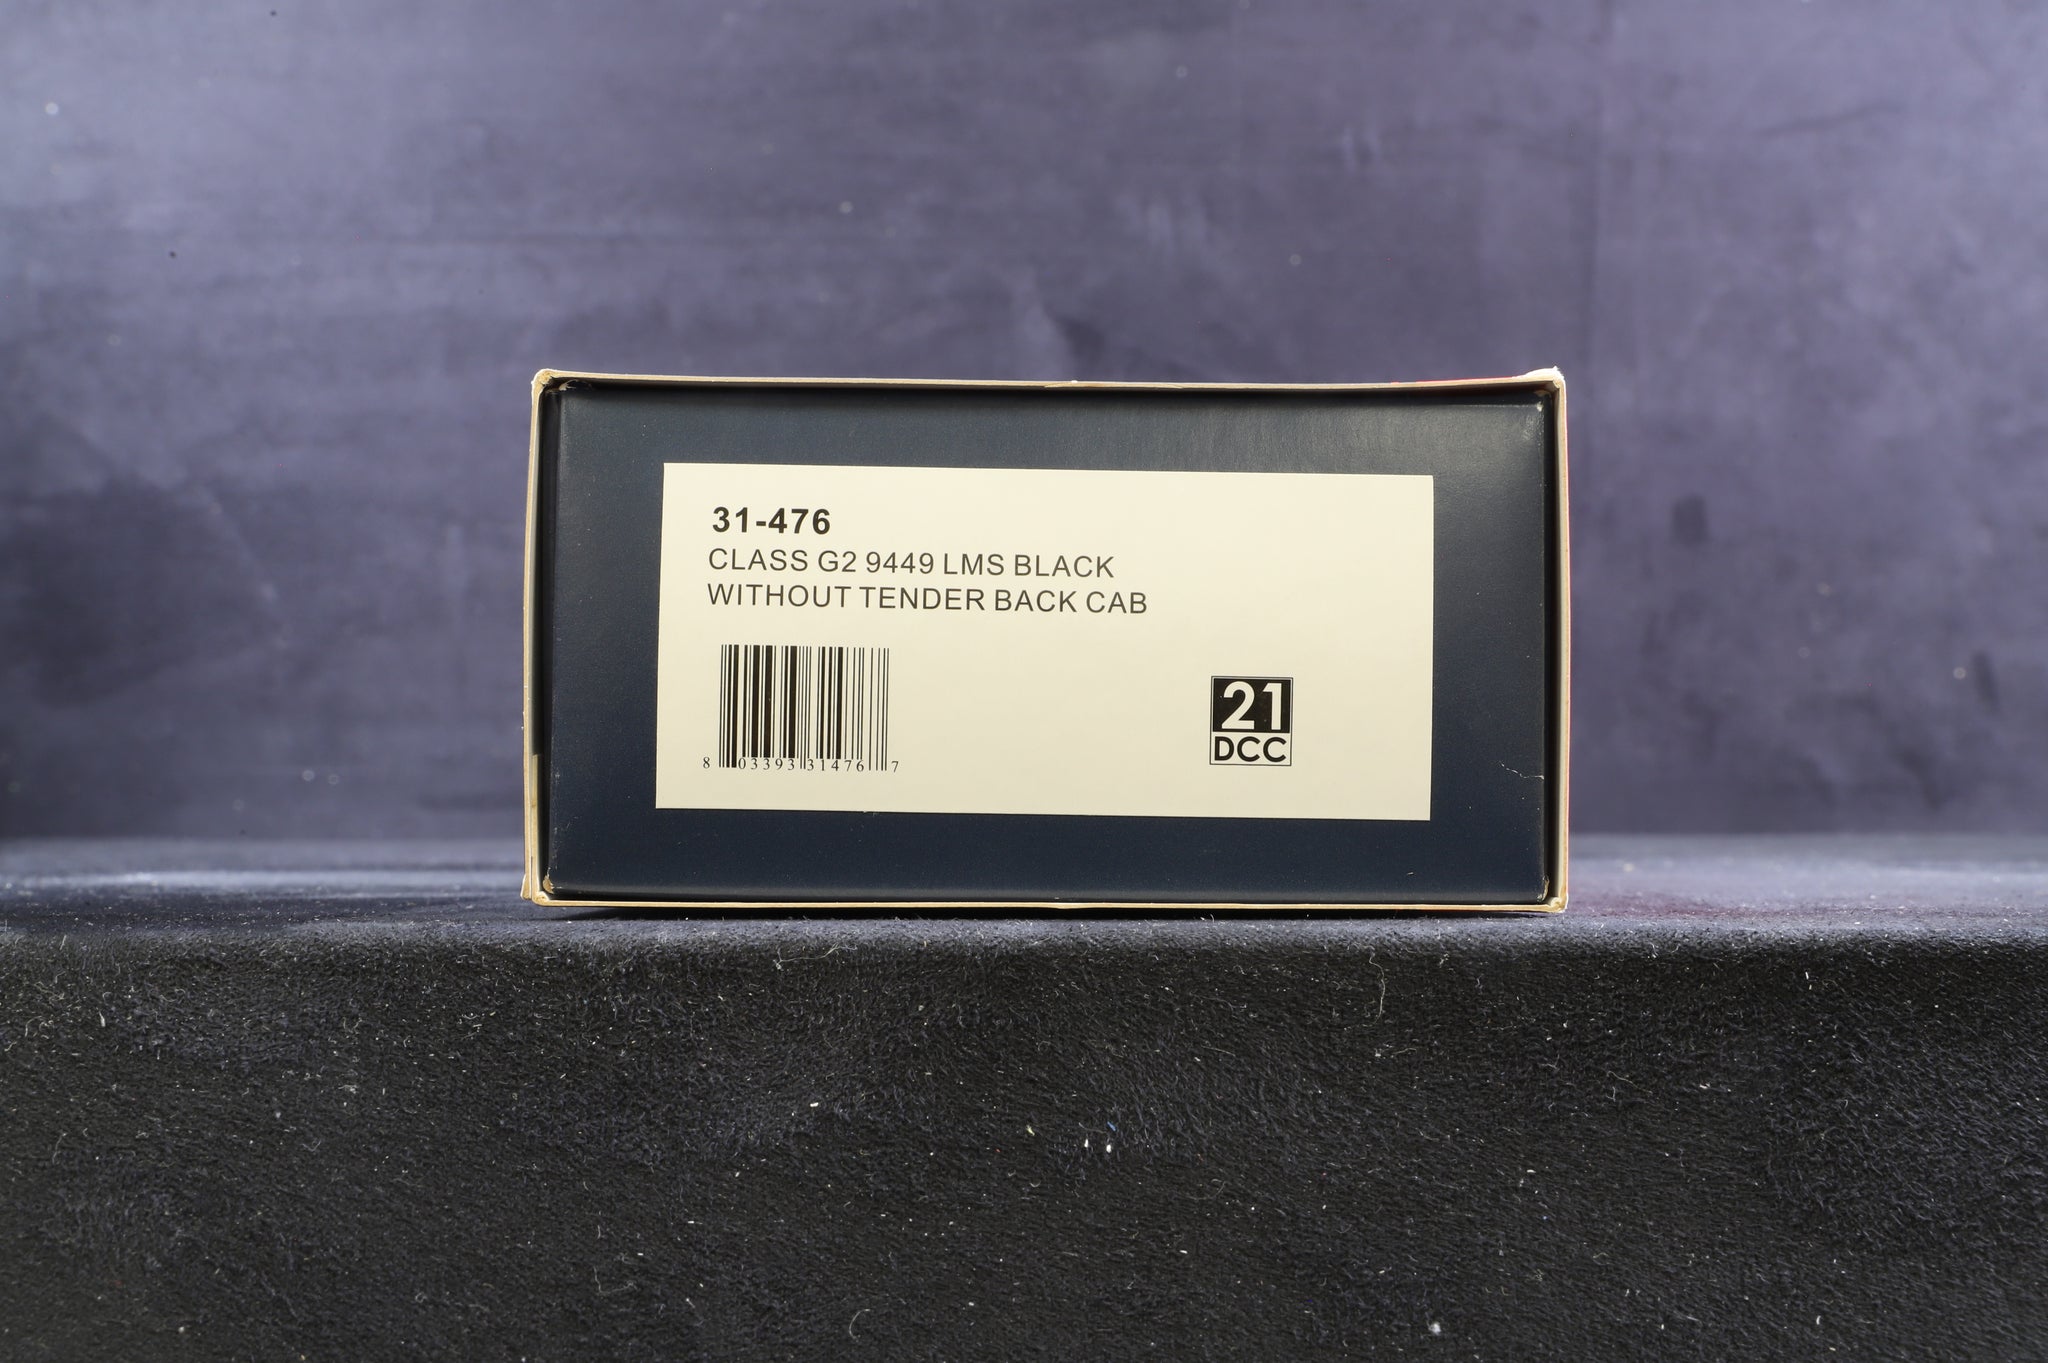 31-476
CLASS G2 9449 LMS BLACK
WITHOUT TENDER BACK CAB
8 03393 31476 7
21
DCC